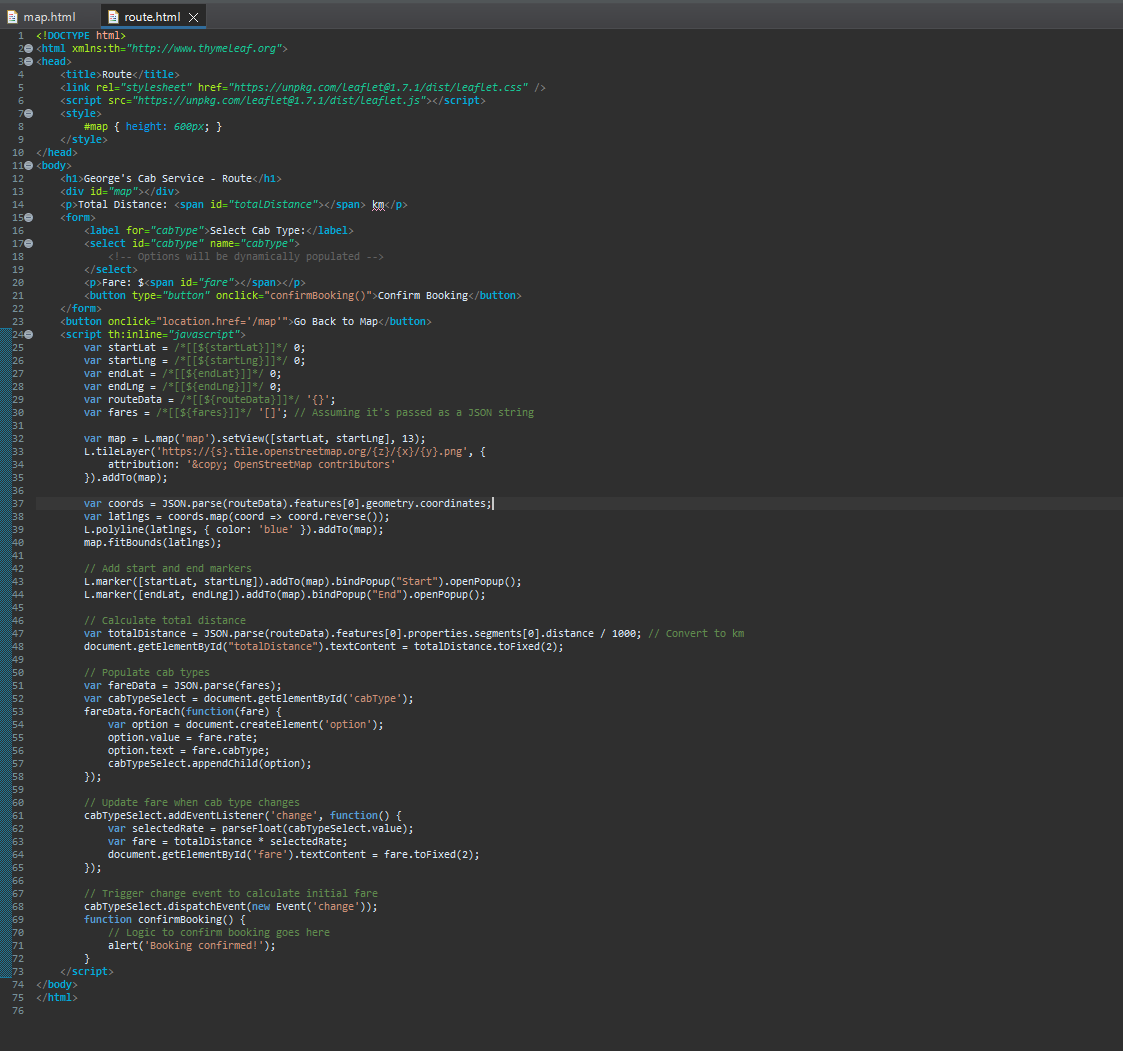 map.html route.html
1 <!DOCTYPE html>
2 <html xmlns:th="http://www.thymeleaf.org">
3 <head>
4     <title>Route</title>
5     <link rel="stylesheet" href="https://unpkg.com/leaflet@1.7.1/dist/leaflet.css" />
6     <script src="https://unpkg.com/leaflet@1.7.1/dist/leaflet.js"></script>
7     <style>
8         #map { height: 600px; }
9     </style>
10 </head>
11 <body>
12     <h1>George's Cab Service - Route</h1>
13     <div id="map"></div>
14     <p>Total Distance: <span id="totalDistance"></span> km</p>
15     <form>
16         <label for="cabType">Select Cab Type:</label>
17         <select id="cabType" name="cabType">
18             <!-- Options will be dynamically populated -->
19         </select>
20         <p>Fare: $<span id="fare"></span></p>
21         <button type="button" onclick="confirmBooking()">Confirm Booking</button>
22     </form>
23     <button onclick="location.href='/map'">Go Back to Map</button>
24     <script th:inline="javascript">
25         var startLat = /*[[${startLat}]]*/ 0;
26         var startLng = /*[[${startLng}]]*/ 0;
27         var endLat = /*[[${endLat}]]*/ 0;
28         var endLng = /*[[${endLng}]]*/ 0;
29         var routeData = /*[[${routeData}]]*/ '{}';
30         var fares = /*[[${fares}]]*/ '[]'; // Assuming it's passed as a JSON string
31
32         var map = L.map('map').setView([startLat, startLng], 13);
33         L.tileLayer('https://{s}.tile.openstreetmap.org/{z}/{x}/{y}.png', {
34             attribution: '&copy; OpenStreetMap contributors'
35         }).addTo(map);
36
37         var coords = JSON.parse(routeData).features[0].geometry.coordinates;
38         var latlngs = coords.map(coord => coord.reverse());
39         L.polyline(latlngs, { color: 'blue' }).addTo(map);
40         map.fitBounds(latlngs);
41
42         // Add start and end markers
43         L.marker([startLat, startLng]).addTo(map).bindPopup("Start").openPopup();
44         L.marker([endLat, endLng]).addTo(map).bindPopup("End").openPopup();
45
46         // Calculate total distance
47         var totalDistance = JSON.parse(routeData).features[0].properties.segments[0].distance / 1000; // Convert to km
48         document.getElementById("totalDistance").textContent = totalDistance.toFixed(2);
49
50         // Populate cab types
51         var fareData = JSON.parse(fares);
52         var cabTypeSelect = document.getElementById('cabType');
53         fareData.forEach(function(fare) {
54             var option = document.createElement('option');
55             option.value = fare.rate;
56             option.text = fare.cabType;
57             cabTypeSelect.appendChild(option);
58         });
59
60         // Update fare when cab type changes
61         cabTypeSelect.addEventListener('change', function() {
62             var selectedRate = parseFloat(cabTypeSelect.value);
63             var fare = totalDistance * selectedRate;
64             document.getElementById('fare').textContent = fare.toFixed(2);
65         });
66
67         // Trigger change event to calculate initial fare
68         cabTypeSelect.dispatchEvent(new Event('change'));
69         function confirmBooking() {
70             // Logic to confirm booking goes here
71             alert('Booking confirmed!');
72         }
73     </script>
74 </body>
75 </html>
76